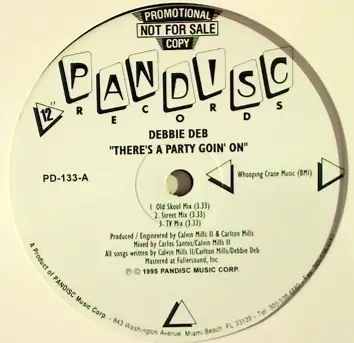 PROMOTIONAL
NOT FOR SALE
COPY
PANDISC
RECORDS
12"
DEBBIE DEB
"THERE'S A PARTY GOIN' ON"
PD-133-A
Whooping Crane Music (BMI)
1. Old Skool Mix (3:33)
2. Street Mix (3:33)
3. TV Mix (3:33)
Produced / Engineered by Calvin Mills II & Carlton Mills
Mixed by Carlos Santos/Calvin Mills II
All songs written by Calvin Mills II/Carlton Mills/Debbie Deb
Mastered at Fullersound, Inc.
℗ © 1995 PANDISC MUSIC CORP.
A Product of PANDISC Music Corp. - 843 Washington Avenue, Miami Beach, FL 33139 - Tel. 305-538